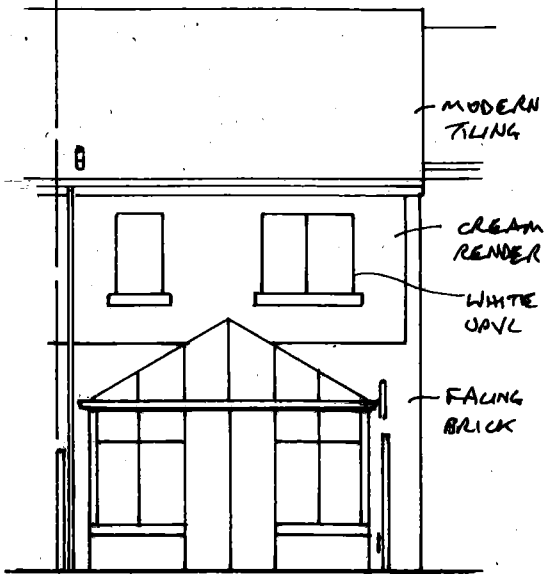 MODERN
TILING
CREAM
RENDER
WHITE
UPVC
FACING
BRICK